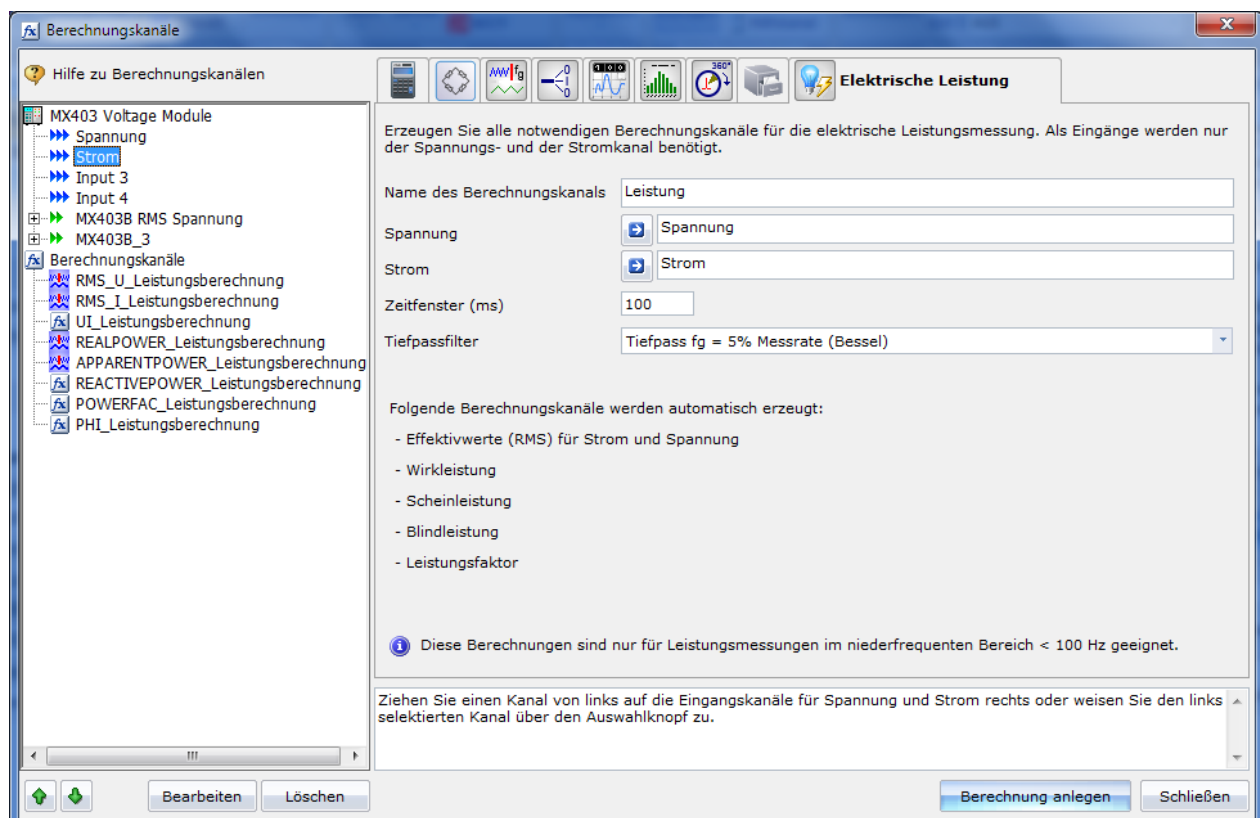 Berechnungskanäle
Hilfe zu Berechnungskanälen
MX403 Voltage Module
Spannung
Strom
Input 3
Input 4
MX403B RMS Spannung
MX403B_3
Berechnungskanäle
RMS_U_Leistungsberechnung
RMS_I_Leistungsberechnung
UI_Leistungsberechnung
REALPOWER_Leistungsberechnung
APPARENTPOWER_Leistungsberechnung
REACTIVEPOWER_Leistungsberechnung
POWERFAC_Leistungsberechnung
PHI_Leistungsberechnung
Bearbeiten
Löschen
Elektrische Leistung
Erzeugen Sie alle notwendigen Berechnungskanäle für die elektrische Leistungsmessung. Als Eingänge werden nur
der Spannungs- und der Stromkanal benötigt.
Name des Berechnungskanals Leistung
Spannung Spannung
Strom Strom
Zeitfenster (ms) 100
Tiefpassfilter Tiefpass fg = 5% Messrate (Bessel)
Folgende Berechnungskanäle werden automatisch erzeugt:
- Effektivwerte (RMS) für Strom und Spannung
- Wirkleistung
- Scheinleistung
- Blindleistung
- Leistungsfaktor
Diese Berechnungen sind nur für Leistungsmessungen im niederfrequenten Bereich < 100 Hz geeignet.
Ziehen Sie einen Kanal von links auf die Eingangskanäle für Spannung und Strom rechts oder weisen Sie den links
selektierten Kanal über den Auswahlknopf zu.
Berechnung anlegen
Schließen